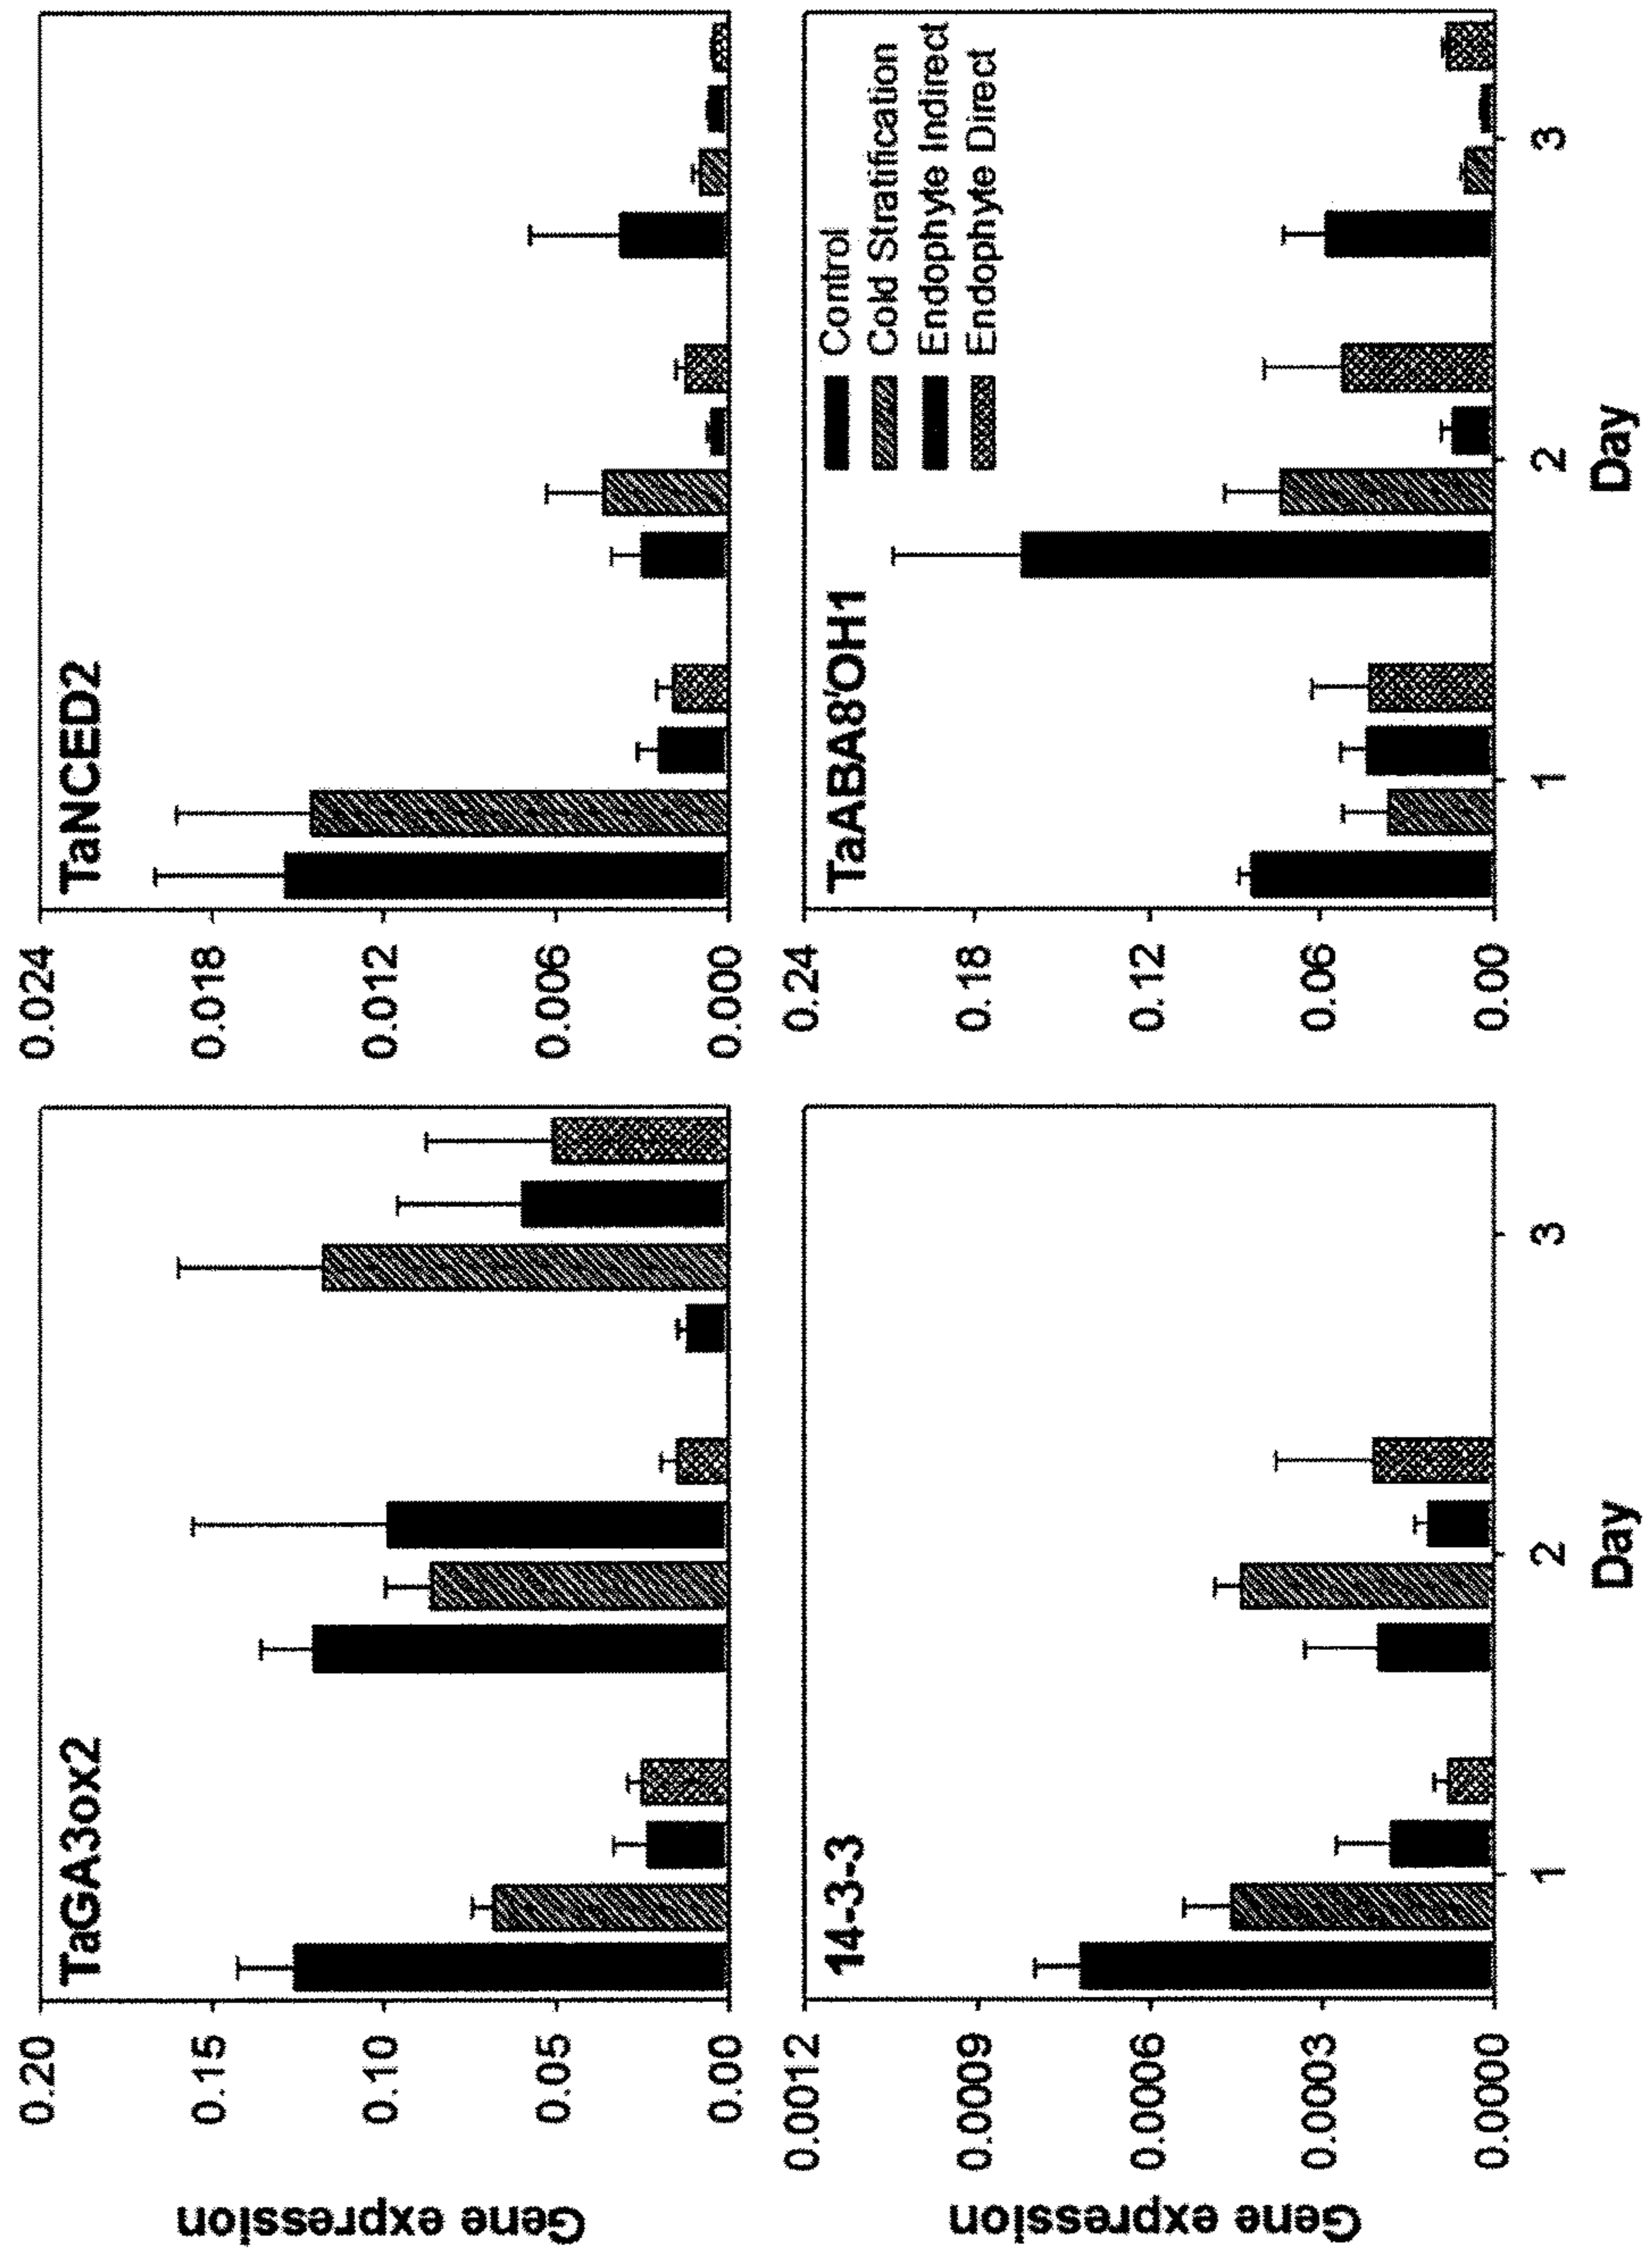 TaGA3ox2
Gene expression
0.20
0.15
0.10
0.05
0.00
TaNCED2
0.024
0.018
0.012
0.006
0.000
14-3-3
Gene expression
0.0012
0.0009
0.0006
0.0003
0.0000
1
2
3
Day
TaABA8'OH1
Control
Cold Stratification
Endophyte Indirect
Endophyte Direct
0.24
0.18
0.12
0.06
0.00
1
2
3
Day